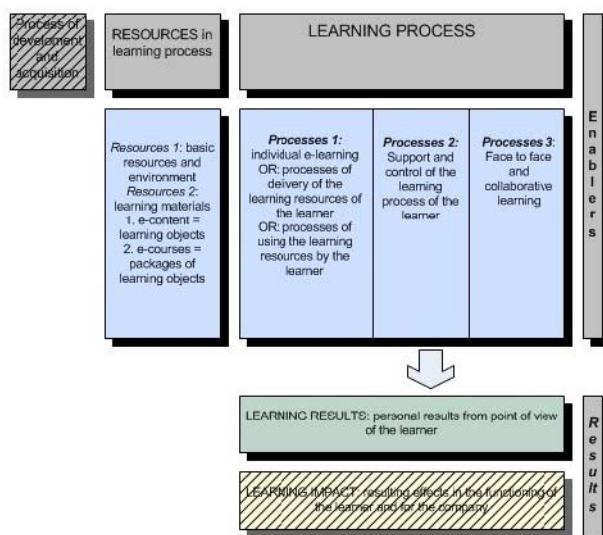 Process of
develoment
and
acquisition
RESOURCES in
learning process
LEARNING PROCESS
Enablers
Resources 1: basic
resources and
environment
Resources 2:
learning materials
1. e-content =
learning objects
2. e-courses =
packages of
learning objects
Processes 1:
individual e-learning
OR: processes of
delivery of the
learning resources of
the learner
OR: processes of
using the learning
resources by the
learner
Processes 2:
Support and
control of the
learning
process of the
learner
Processes 3:
Face to face
and
collaborative
learning
LEARNING RESULTS: personal results from point of view
of the learner
Results
LEARNING IMPACT: resulting effects in the functioning of
the learner and for the company